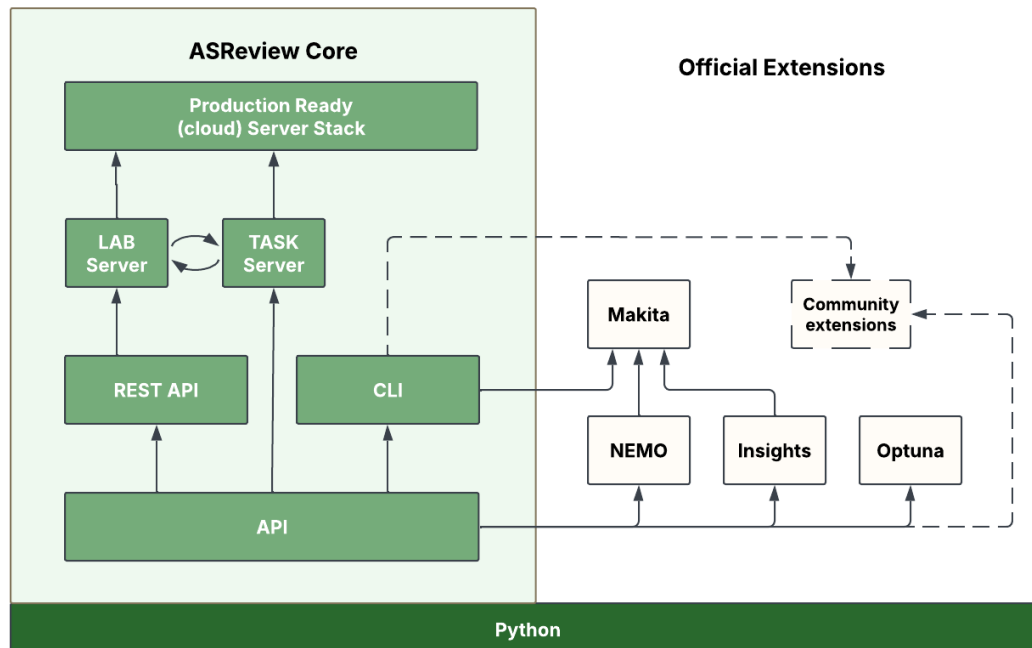 ASReview Core
Official Extensions
Production Ready
(cloud) Server Stack
LAB
Server
TASK
Server
Makita
Community
extensions
REST API
CLI
NEMO
Insights
Optuna
API
Python